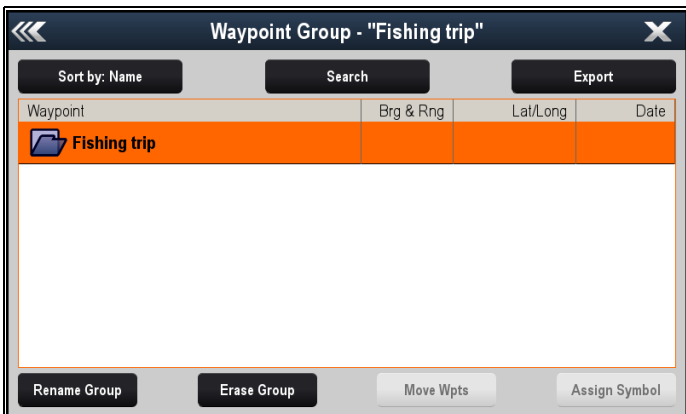 Waypoint Group - "Fishing trip"
Sort by: Name Search Export
Waypoint Brg & Rng Lat/Long Date
Fishing trip
Rename Group Erase Group Move Wpts Assign Symbol